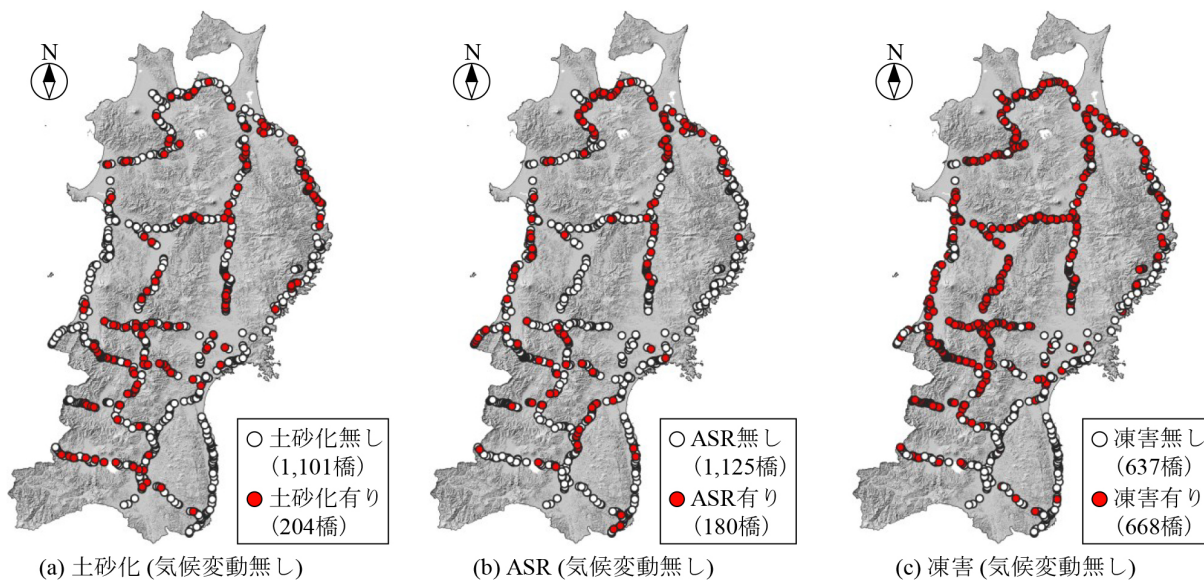 N
土砂化無し
（1,101橋）
土砂化有り
（204橋）
(a) 土砂化 (気候変動無し)
N
ASR無し
（1,125橋）
ASR有り
（180橋）
(b) ASR (気候変動無し)
N
凍害無し
（637橋）
凍害有り
（668橋）
(c) 凍害 (気候変動無し)